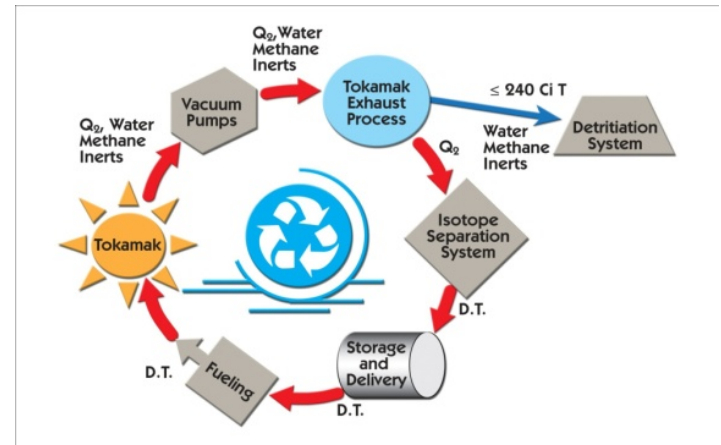 Q₂, Water
Methane
Inerts
Vacuum
Pumps
Q₂, Water
Methane
Inerts
Tokamak
Exhaust
Process
≤ 240 Ci T
Water
Methane
Inerts
Detritiation
System
Q₂
Isotope
Separation
System
D.T.
Storage
and
Delivery
D.T.
Fueling
D.T.
Tokamak